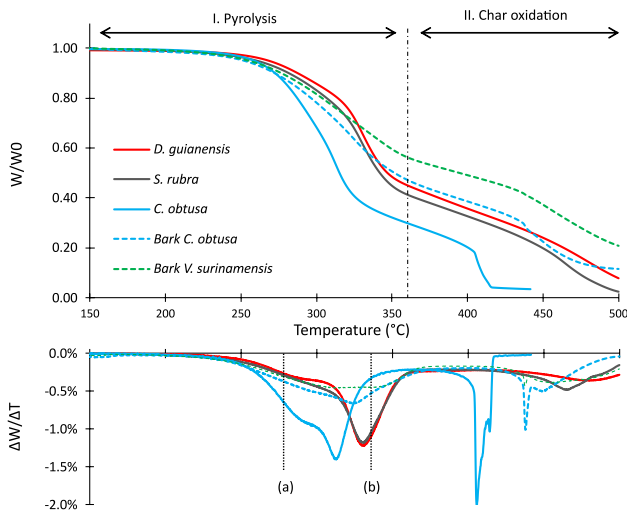 I. Pyrolysis
II. Char oxidation
1.00
0.80
0.60
0.40
0.20
0.00
W/W0
D. guianensis
S. rubra
C. obtusa
Bark C. obtusa
Bark V. surinamensis
150 200 250 300 350 400 450 500
Temperature (°C)
0.0%
-0.5%
-1.0%
-1.5%
-2.0%
ΔW/ΔT
(a) (b)